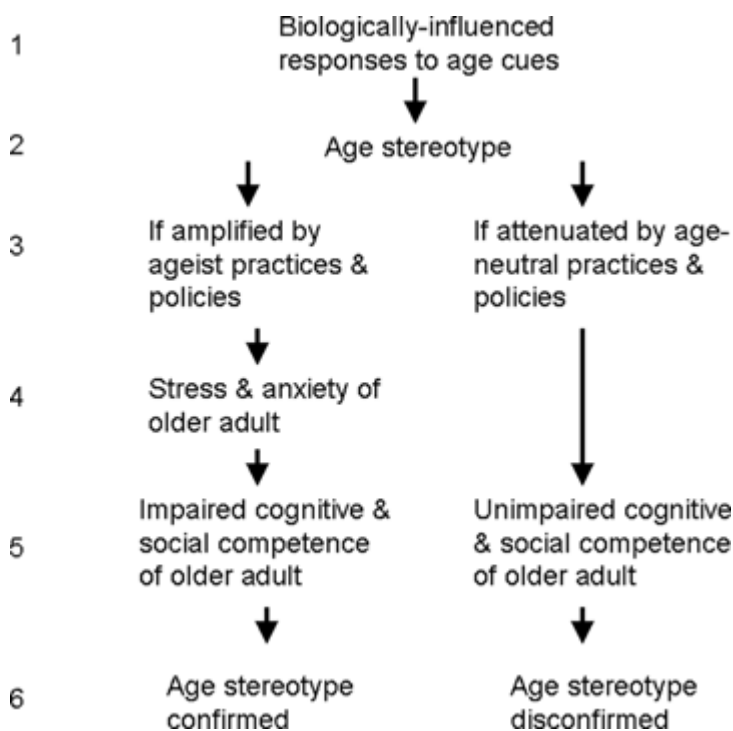 1
Biologically-influenced
responses to age cues
2
Age stereotype
3
If amplified by
ageist practices &
policies
If attenuated by age-
neutral practices &
policies
4
Stress & anxiety of
older adult
5
Impaired cognitive &
social competence
of older adult
Unimpaired cognitive
& social competence
of older adult
6
Age stereotype
confirmed
Age stereotype
disconfirmed